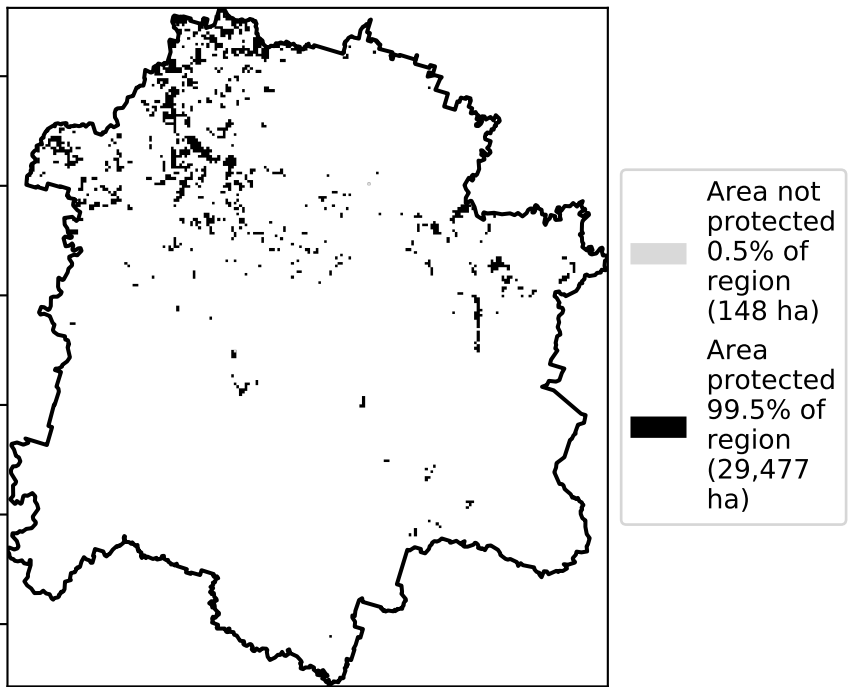 Area not
protected
0.5% of
region
(148 ha)
Area
protected
99.5% of
region
(29,477
ha)